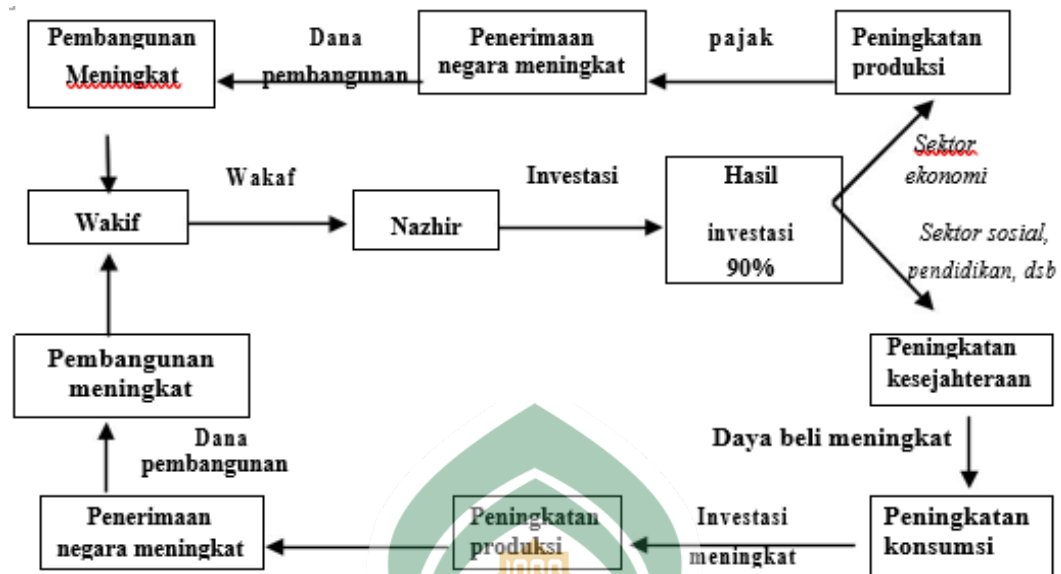 Pembangunan
Meningkat
Dana
pembangunan
Penerimaan
negara meningkat
pajak
Peningkatan
produksi
Sektor
ekonomi
Wakif
Wakaf
Nazhir
Investasi
Hasil
investasi
90%
Sektor sosial,
pendidikan, dsb
Pembangunan
meningkat
Peningkatan
kesejahteraan
Dana
pembangunan
Daya beli meningkat
Penerimaan
negara meningkat
Peningkatan
produksi
Investasi
meningkat
Peningkatan
konsumsi